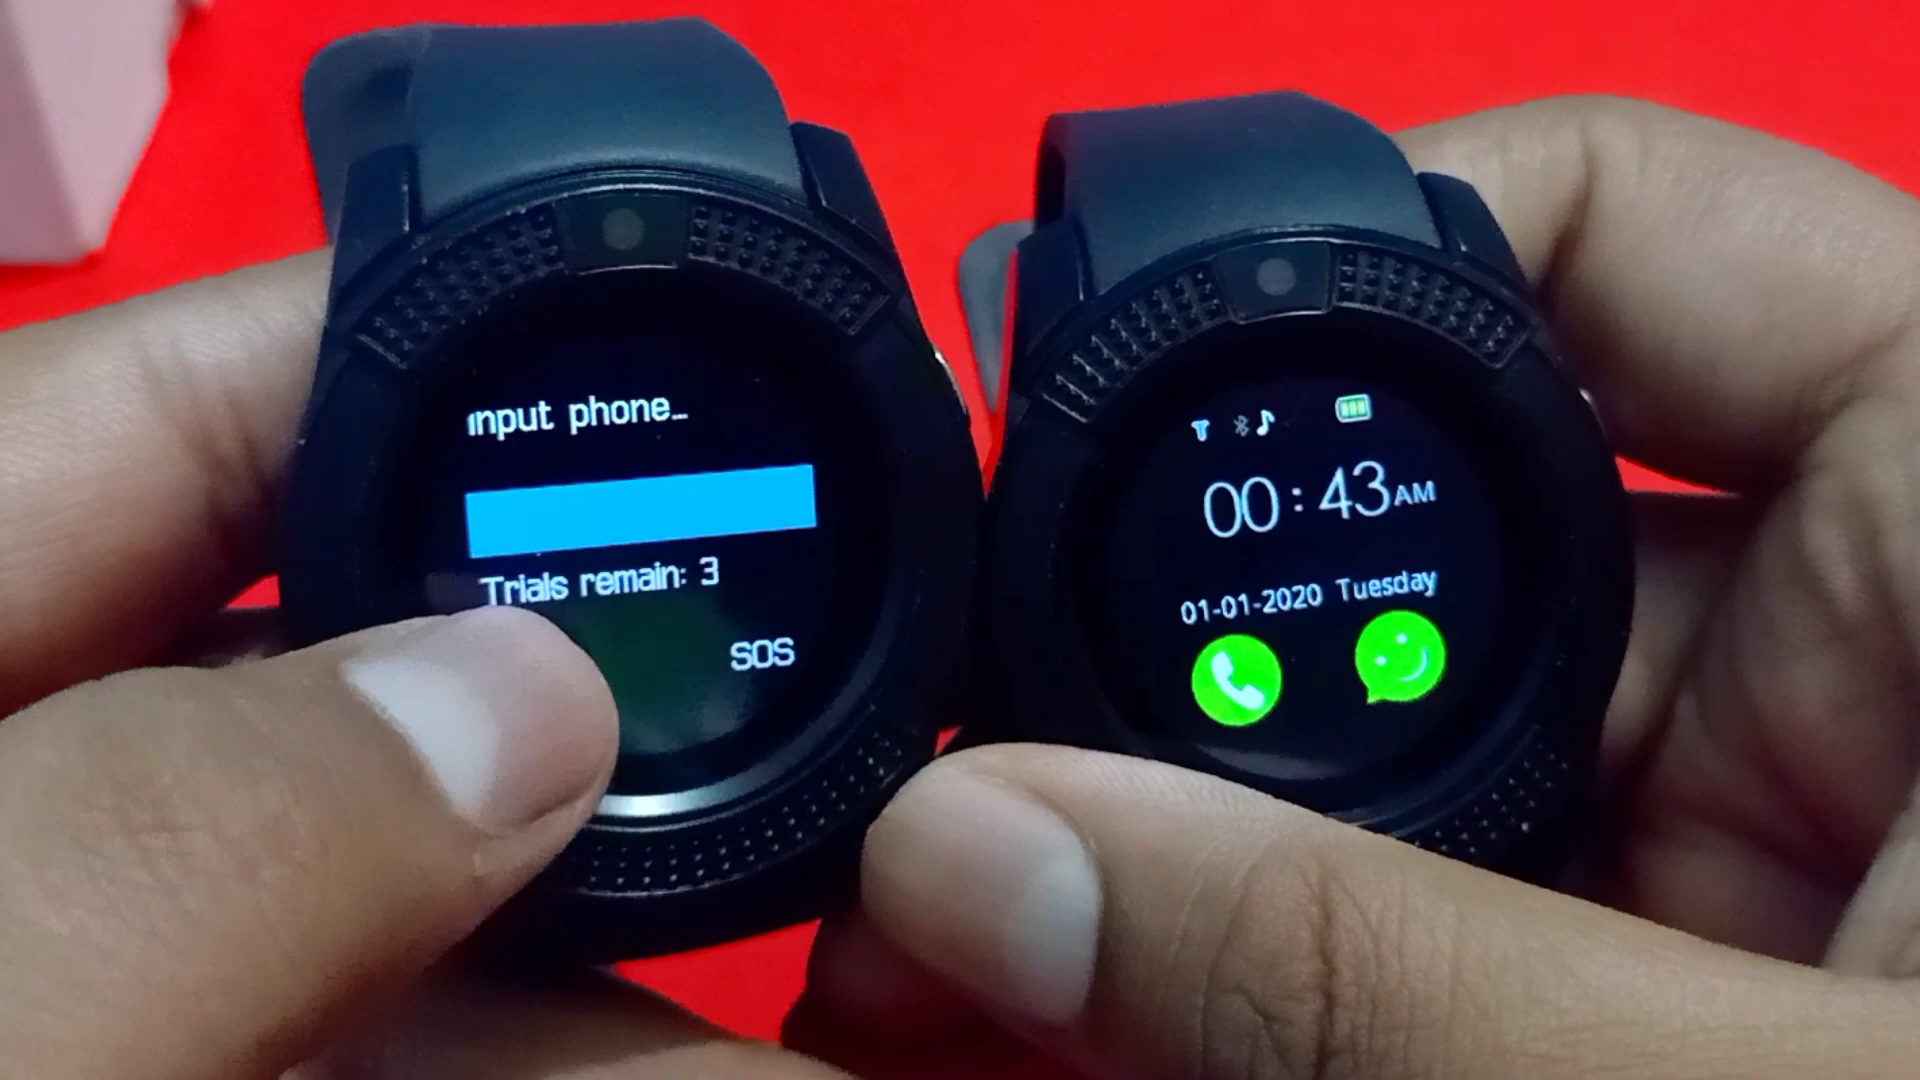 input phone...
Trials remain: 3
SOS
00:43AM
01-01-2020 Tuesday